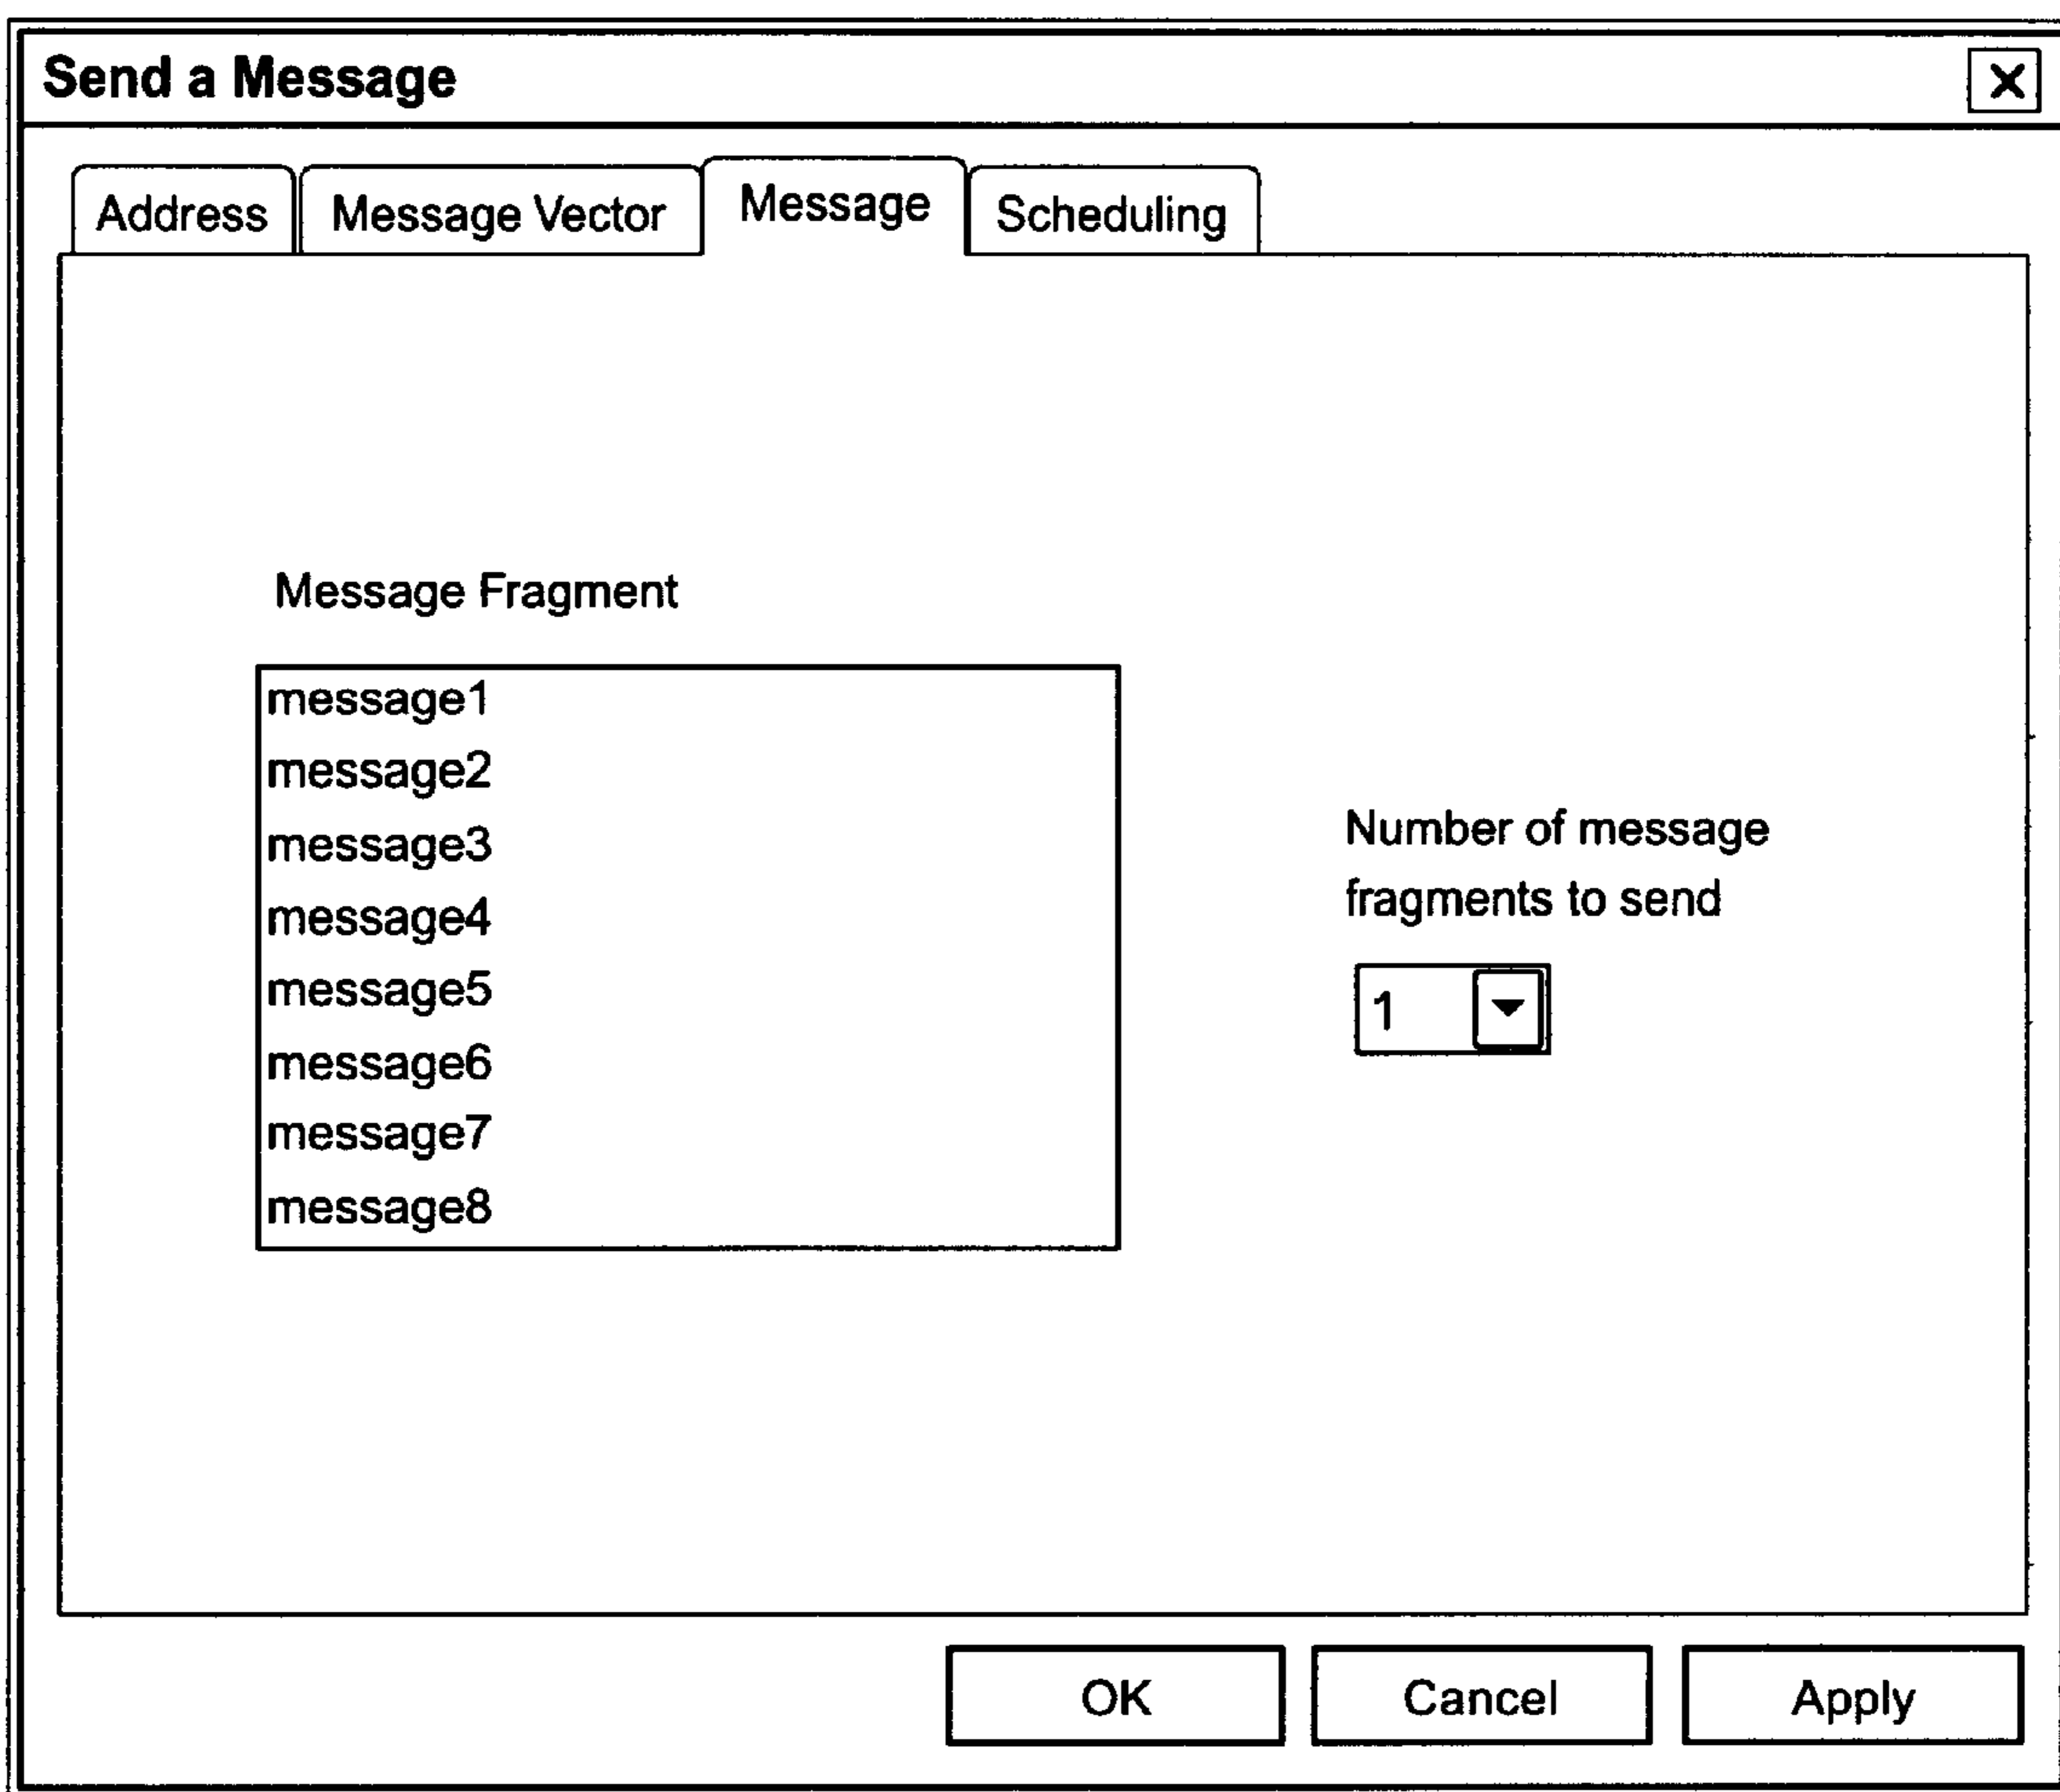 Send a Message
Address
Message Vector
Message
Scheduling
Message Fragment
message1
message2
message3
message4
message5
message6
message7
message8
Number of message
fragments to send
1
OK
Cancel
Apply